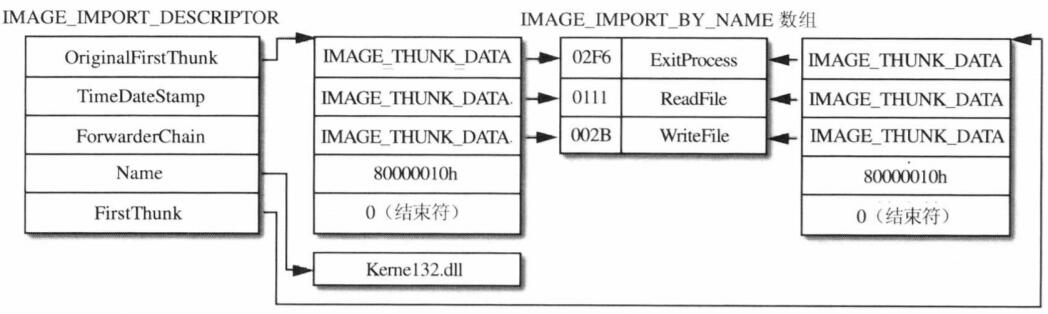 IMAGE_IMPORT_DESCRIPTOR
OriginalFirstThunk
TimeDateStamp
ForwarderChain
Name
FirstThunk
IMAGE_THUNK_DATA
IMAGE_THUNK_DATA
IMAGE_THUNK_DATA
80000010h
0（结束符）
Kerne132.dll
IMAGE_IMPORT_BY_NAME 数组
02F6 ExitProcess
0111 ReadFile
002B WriteFile
IMAGE_THUNK_DATA
IMAGE_THUNK_DATA
IMAGE_THUNK_DATA
80000010h
0（结束符）